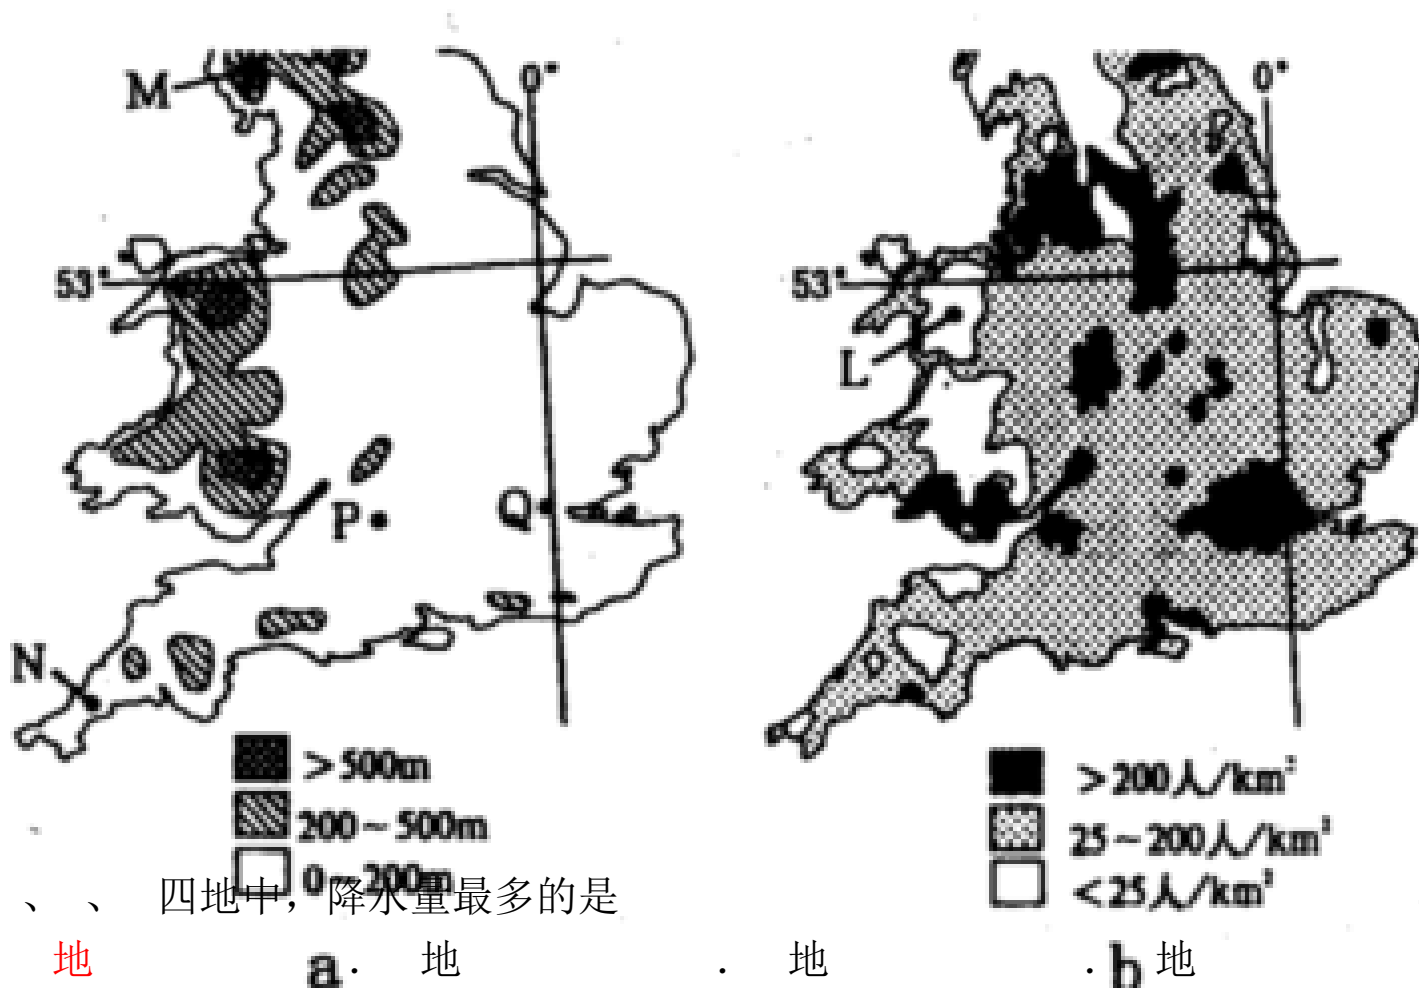 M
0°
0°
53°
53°
L
P
Q
N
>500m
200~500m
0~200m
>200人/km²
25~200人/km²
<25人/km²
、 、 四地中，降水量最多的是
地 a. 地 . 地 . b 地